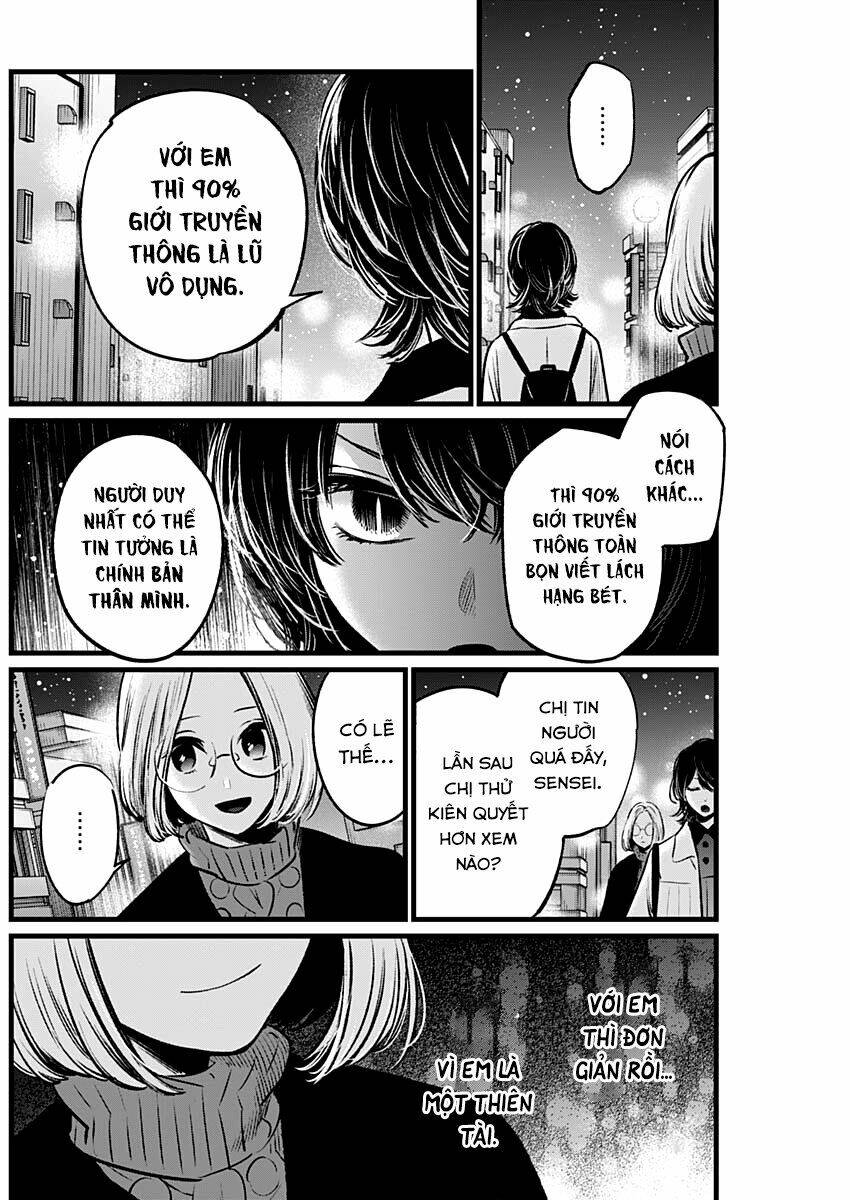 ……
VỚI EM
THÌ 90%
GIỚI TRUYỀN
THÔNG LÀ LŨ
VÔ DỤNG.
NÓI
CÁCH
KHÁC...
THÌ 90%
GIỚI TRUYỀN
THÔNG TOÀN
BỌN VIẾT LÁCH
HẠNG BÉT.
NGƯỜI DUY
NHẤT CÓ THỂ
TIN TƯỞNG LÀ
CHÍNH BẢN
THÂN MÌNH.
CHỊ TIN
NGƯỜI
QUÁ ĐẤY,
SENSEI.
LẦN SAU
CHỊ THỬ
KIÊN QUYẾT
HƠN XEM
NÀO?
CÓ LẼ
THẾ...
……
VỚI EM
THÌ ĐƠN
GIẢN RỒI...
VÌ EM LÀ
MỘT THIÊN
TÀI.